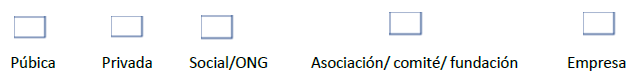 Púbica Privada Social/ONG Asociación/ comité/ fundación Empresa